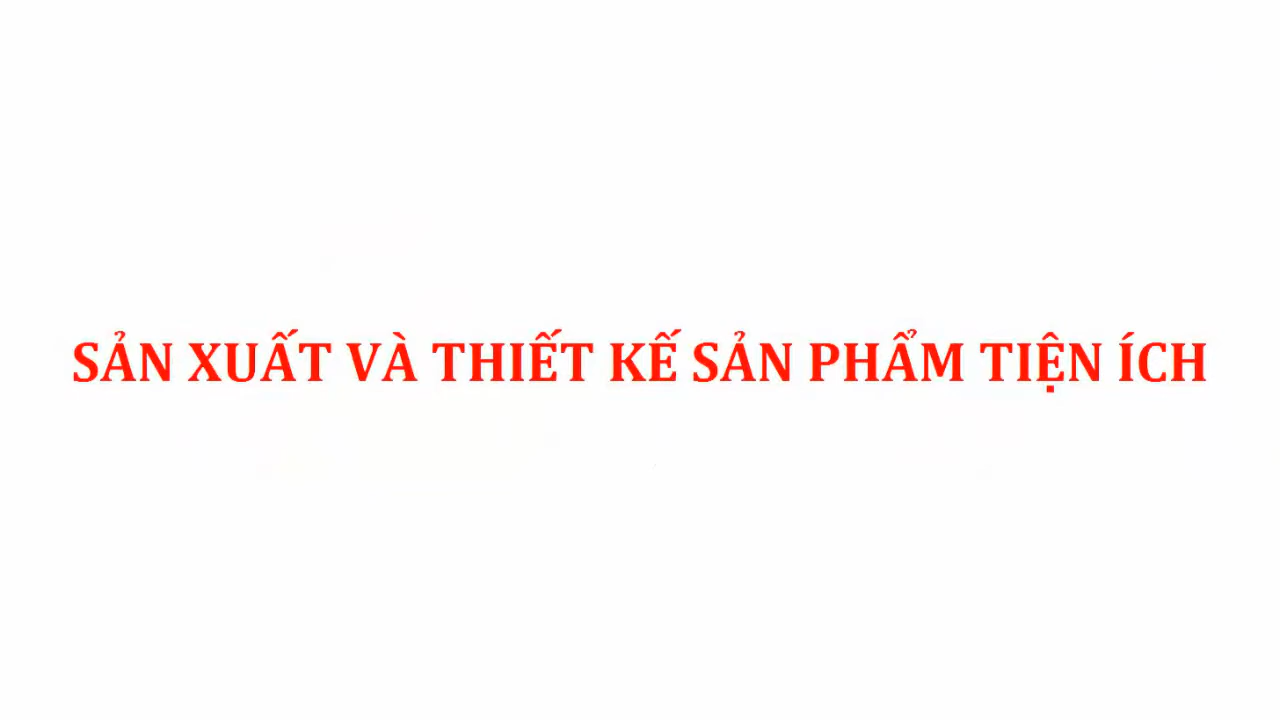 SẢN XUẤT VÀ THIẾT KẾ SẢN PHẨM TIỆN ÍCH